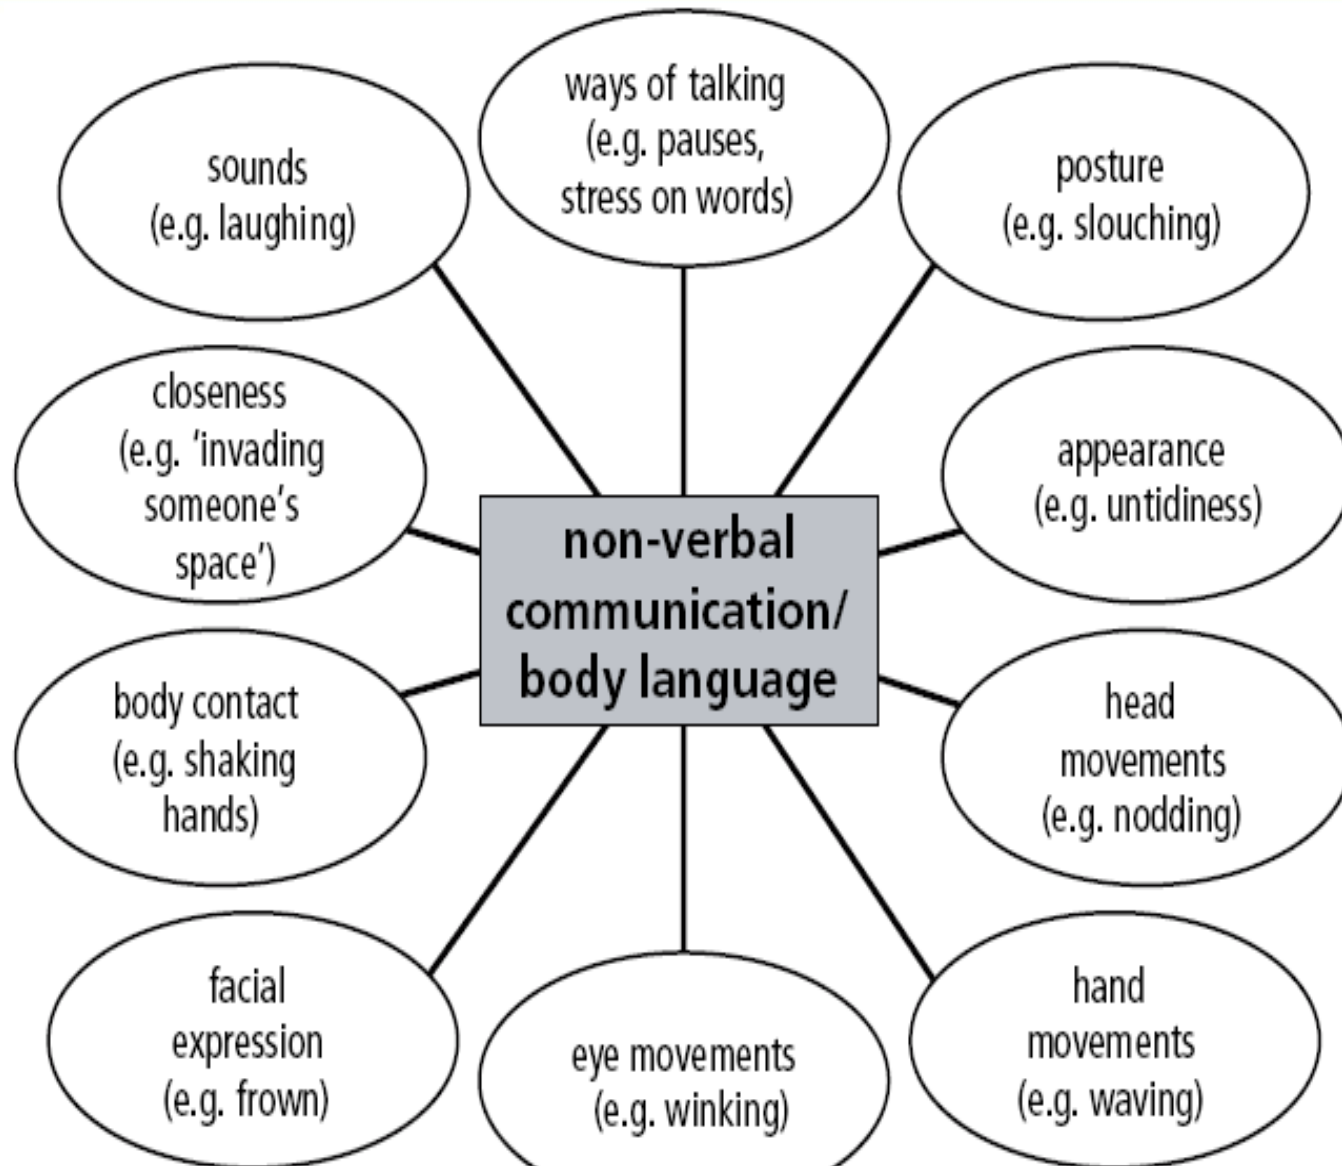 ways of talking
(e.g. pauses,
stress on words)
sounds
(e.g. laughing)
posture
(e.g. slouching)
closeness
(e.g. ‘invading
someone’s
space’)
appearance
(e.g. untidiness)
non-verbal
communication/
body language
body contact
(e.g. shaking
hands)
head
movements
(e.g. nodding)
facial
expression
(e.g. frown)
eye movements
(e.g. winking)
hand
movements
(e.g. waving)